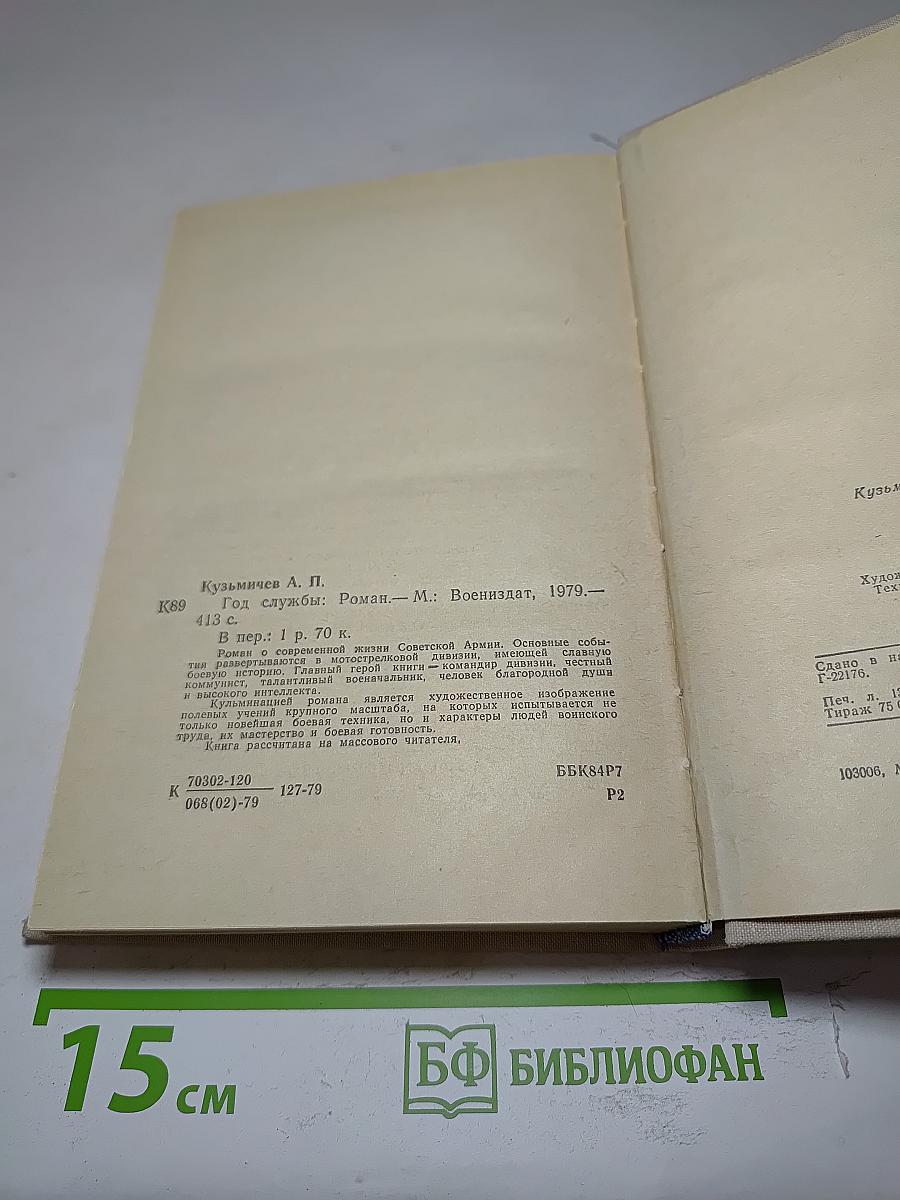 Кузьмичев А. П.
К89 Год службы: Роман.— М.: Воениздат, 1979.—
413 с.
В пер.: 1 р. 70 к.
Роман о современной жизни Советской Армии. Основные собы-
тия развертываются в мотострелковой дивизии, имеющей славную
боевую историю. Главный герой книги — командир дивизии, честный
коммунист, талантливый военачальник, человек благородной души
и высокого интеллекта.
Кульминацией романа является художественное изображение
полевых учений крупного масштаба, на которых испытывается не
только новейшая боевая техника, но и характеры людей воинского
труда, их мастерство и боевая готовность.
Книга рассчитана на массового читателя,
К 70302-120 127-79
068(02)-79
ББК84Р7
Р2
Кузьм
Худож
Тех
Сдано в на
Г-22176.
Печ. л. 13
Тираж 75 0
103006, М
15 см
БФ БИБЛИОФАН